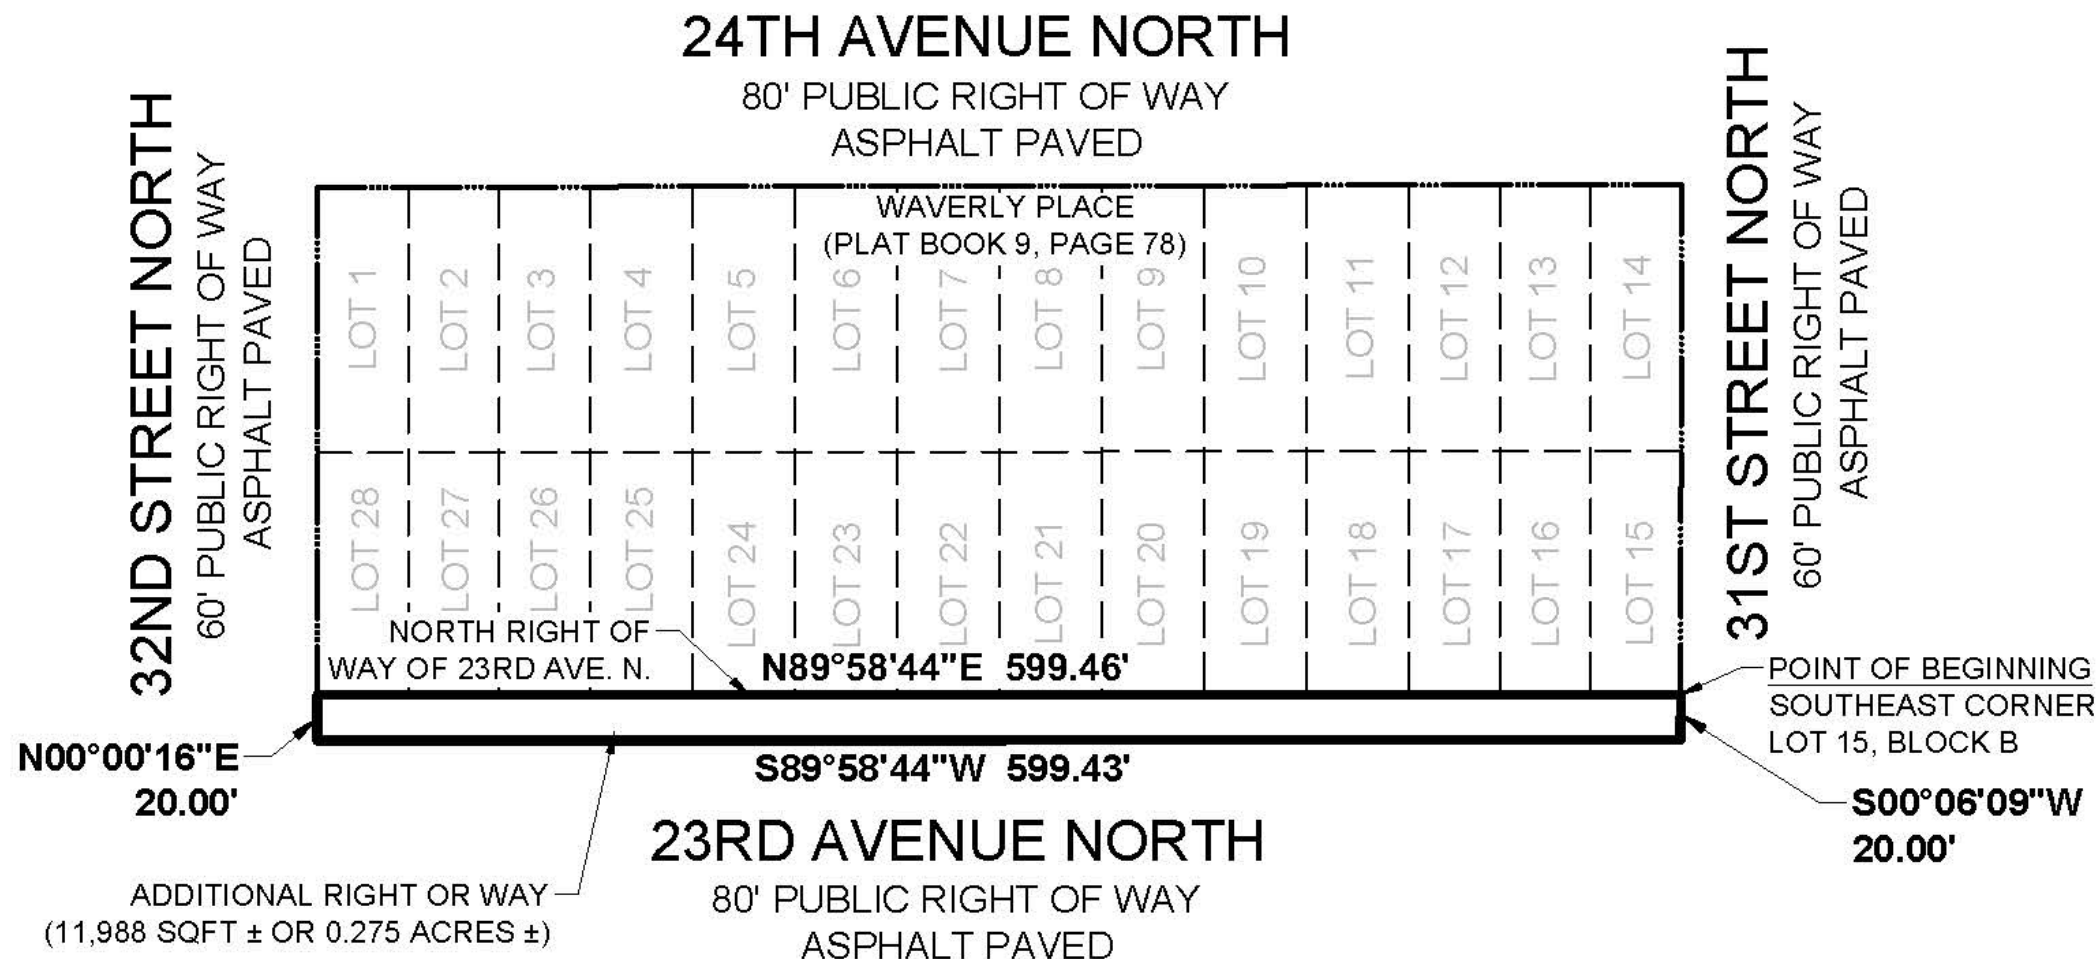 24TH AVENUE NORTH
80' PUBLIC RIGHT OF WAY
ASPHALT PAVED
32ND STREET NORTH
60' PUBLIC RIGHT OF WAY
ASPHALT PAVED
31ST STREET NORTH
60' PUBLIC RIGHT OF WAY
ASPHALT PAVED
WAVERLY PLACE
(PLAT BOOK 9, PAGE 78)
LOT 1
LOT 2
LOT 3
LOT 4
LOT 5
LOT 6
LOT 7
LOT 8
LOT 9
LOT 10
LOT 11
LOT 12
LOT 13
LOT 14
LOT 28
LOT 27
LOT 26
LOT 25
LOT 24
LOT 23
LOT 22
LOT 21
LOT 20
LOT 19
LOT 18
LOT 17
LOT 16
LOT 15
NORTH RIGHT OF
WAY OF 23RD AVE. N.
N89°58'44"E 599.46'
POINT OF BEGINNING
SOUTHEAST CORNER
LOT 15, BLOCK B
N00°00'16"E
20.00'
S89°58'44"W 599.43'
S00°06'09"W
20.00'
23RD AVENUE NORTH
80' PUBLIC RIGHT OF WAY
ASPHALT PAVED
ADDITIONAL RIGHT OR WAY
(11,988 SQFT ± OR 0.275 ACRES ±)